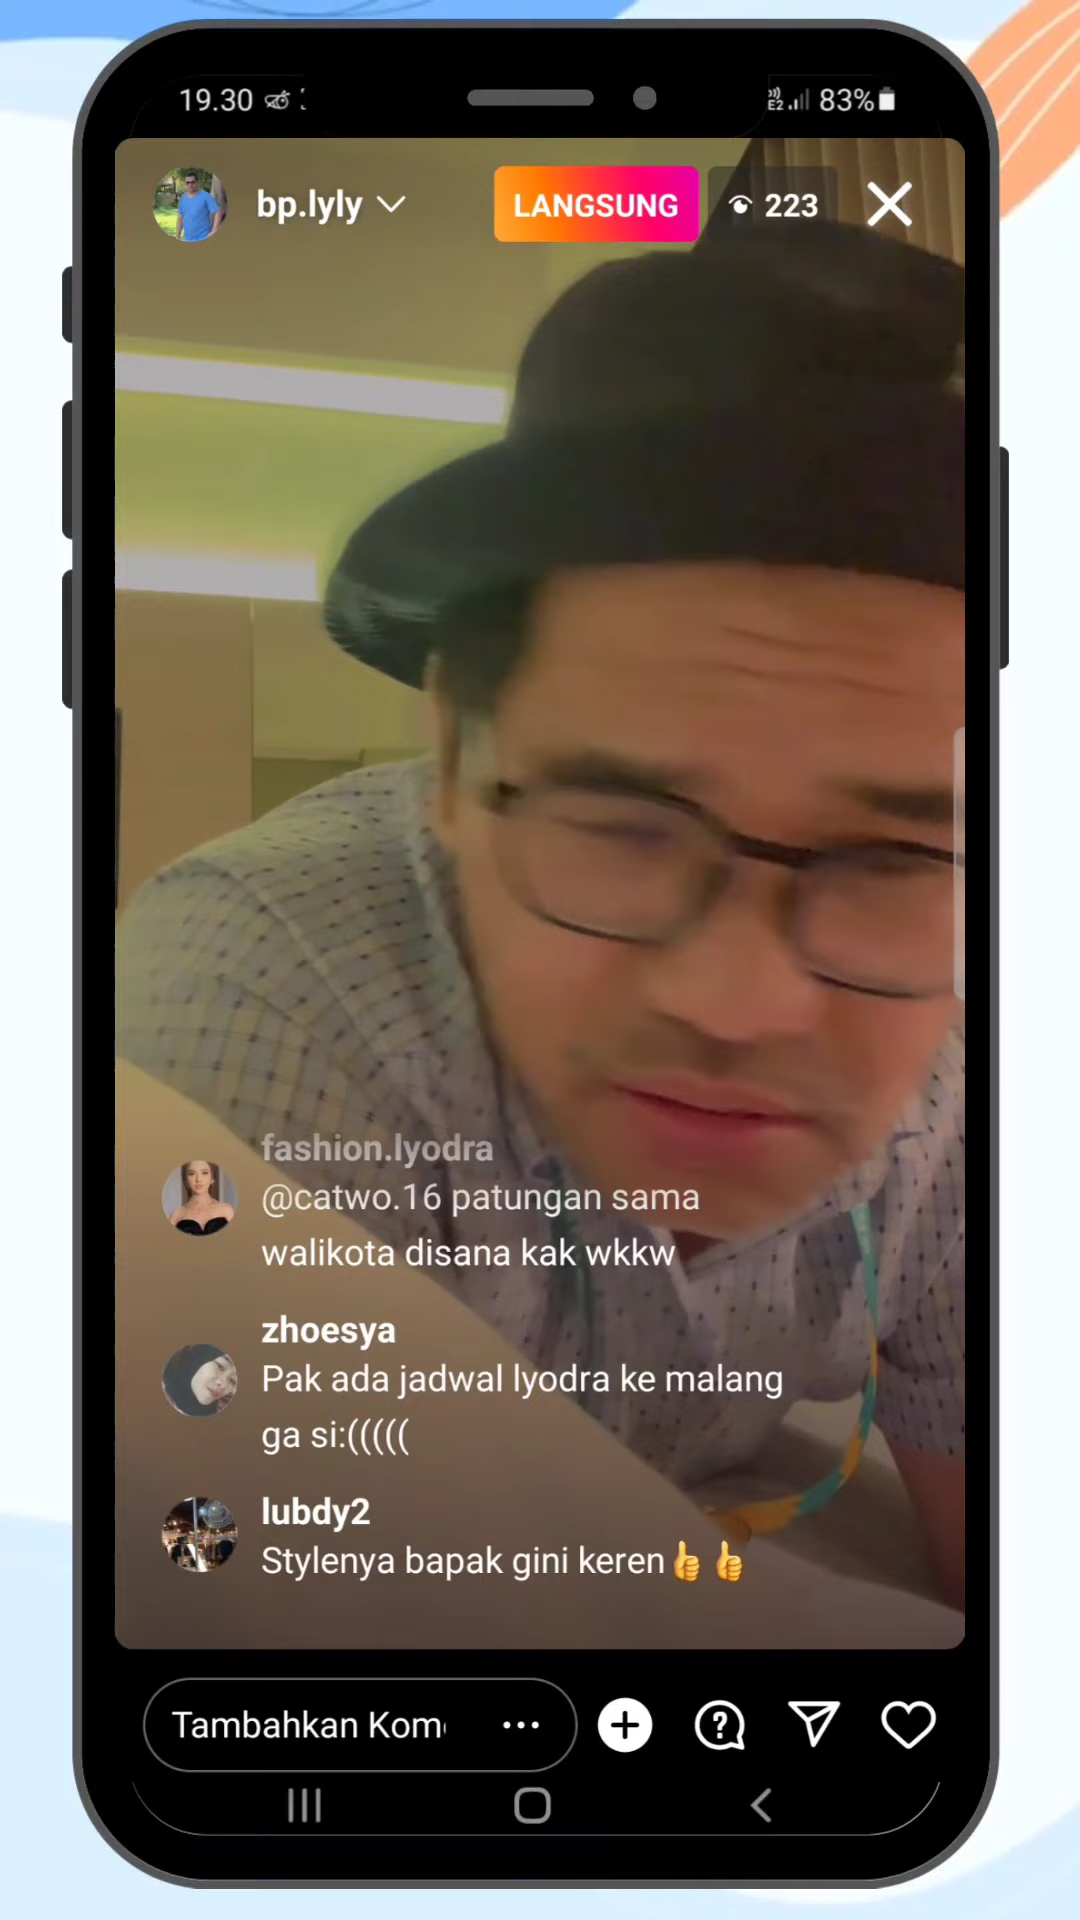 19.30
83%
bp.lyly
LANGSUNG
223
fashion.lyodra
@catwo.16 patungan sama
walikota disana kak wkkw
zhoesya
Pak ada jadwal lyodra ke malang
ga si:(((((
lubdy2
Stylenya bapak gini keren👍👍
Tambahkan Kom